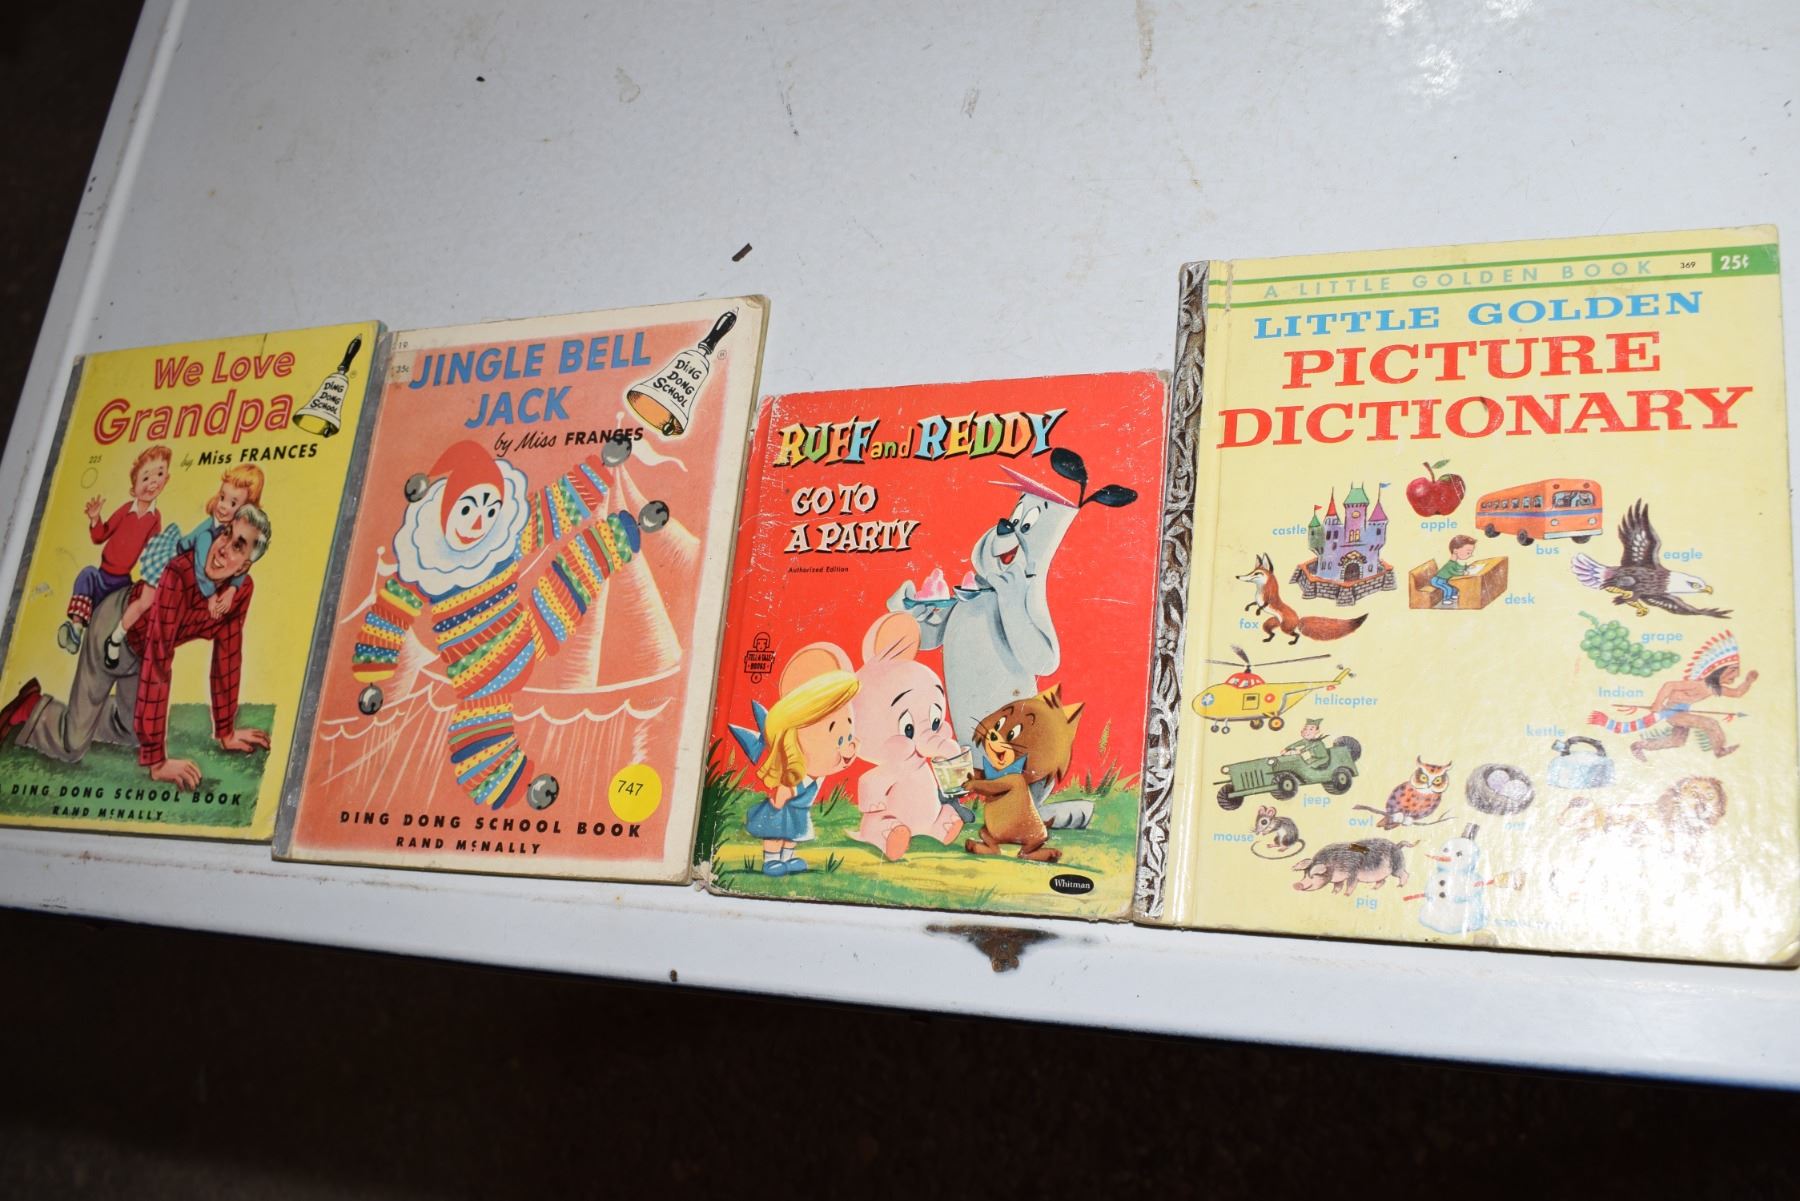 We Love
Grandpa
DING
DONG
SCHOOL
225
by Miss FRANCES
DING DONG SCHOOL BOOK
RAND McNALLY
35c
JINGLE BELL
JACK
DING
DONG
SCHOOL
by Miss FRANCES
747
DING DONG SCHOOL BOOK
RAND McNALLY
RUFF and REDDY
GO TO
A PARTY
Authorized Edition
TELL-A-TALE
BOOKS
Whitman
A LITTLE GOLDEN BOOK 369 25¢
LITTLE GOLDEN
PICTURE
DICTIONARY
castle
apple
bus
eagle
desk
fox
grape
helicopter
Indian
kettle
jeep
owl
mouse
pig